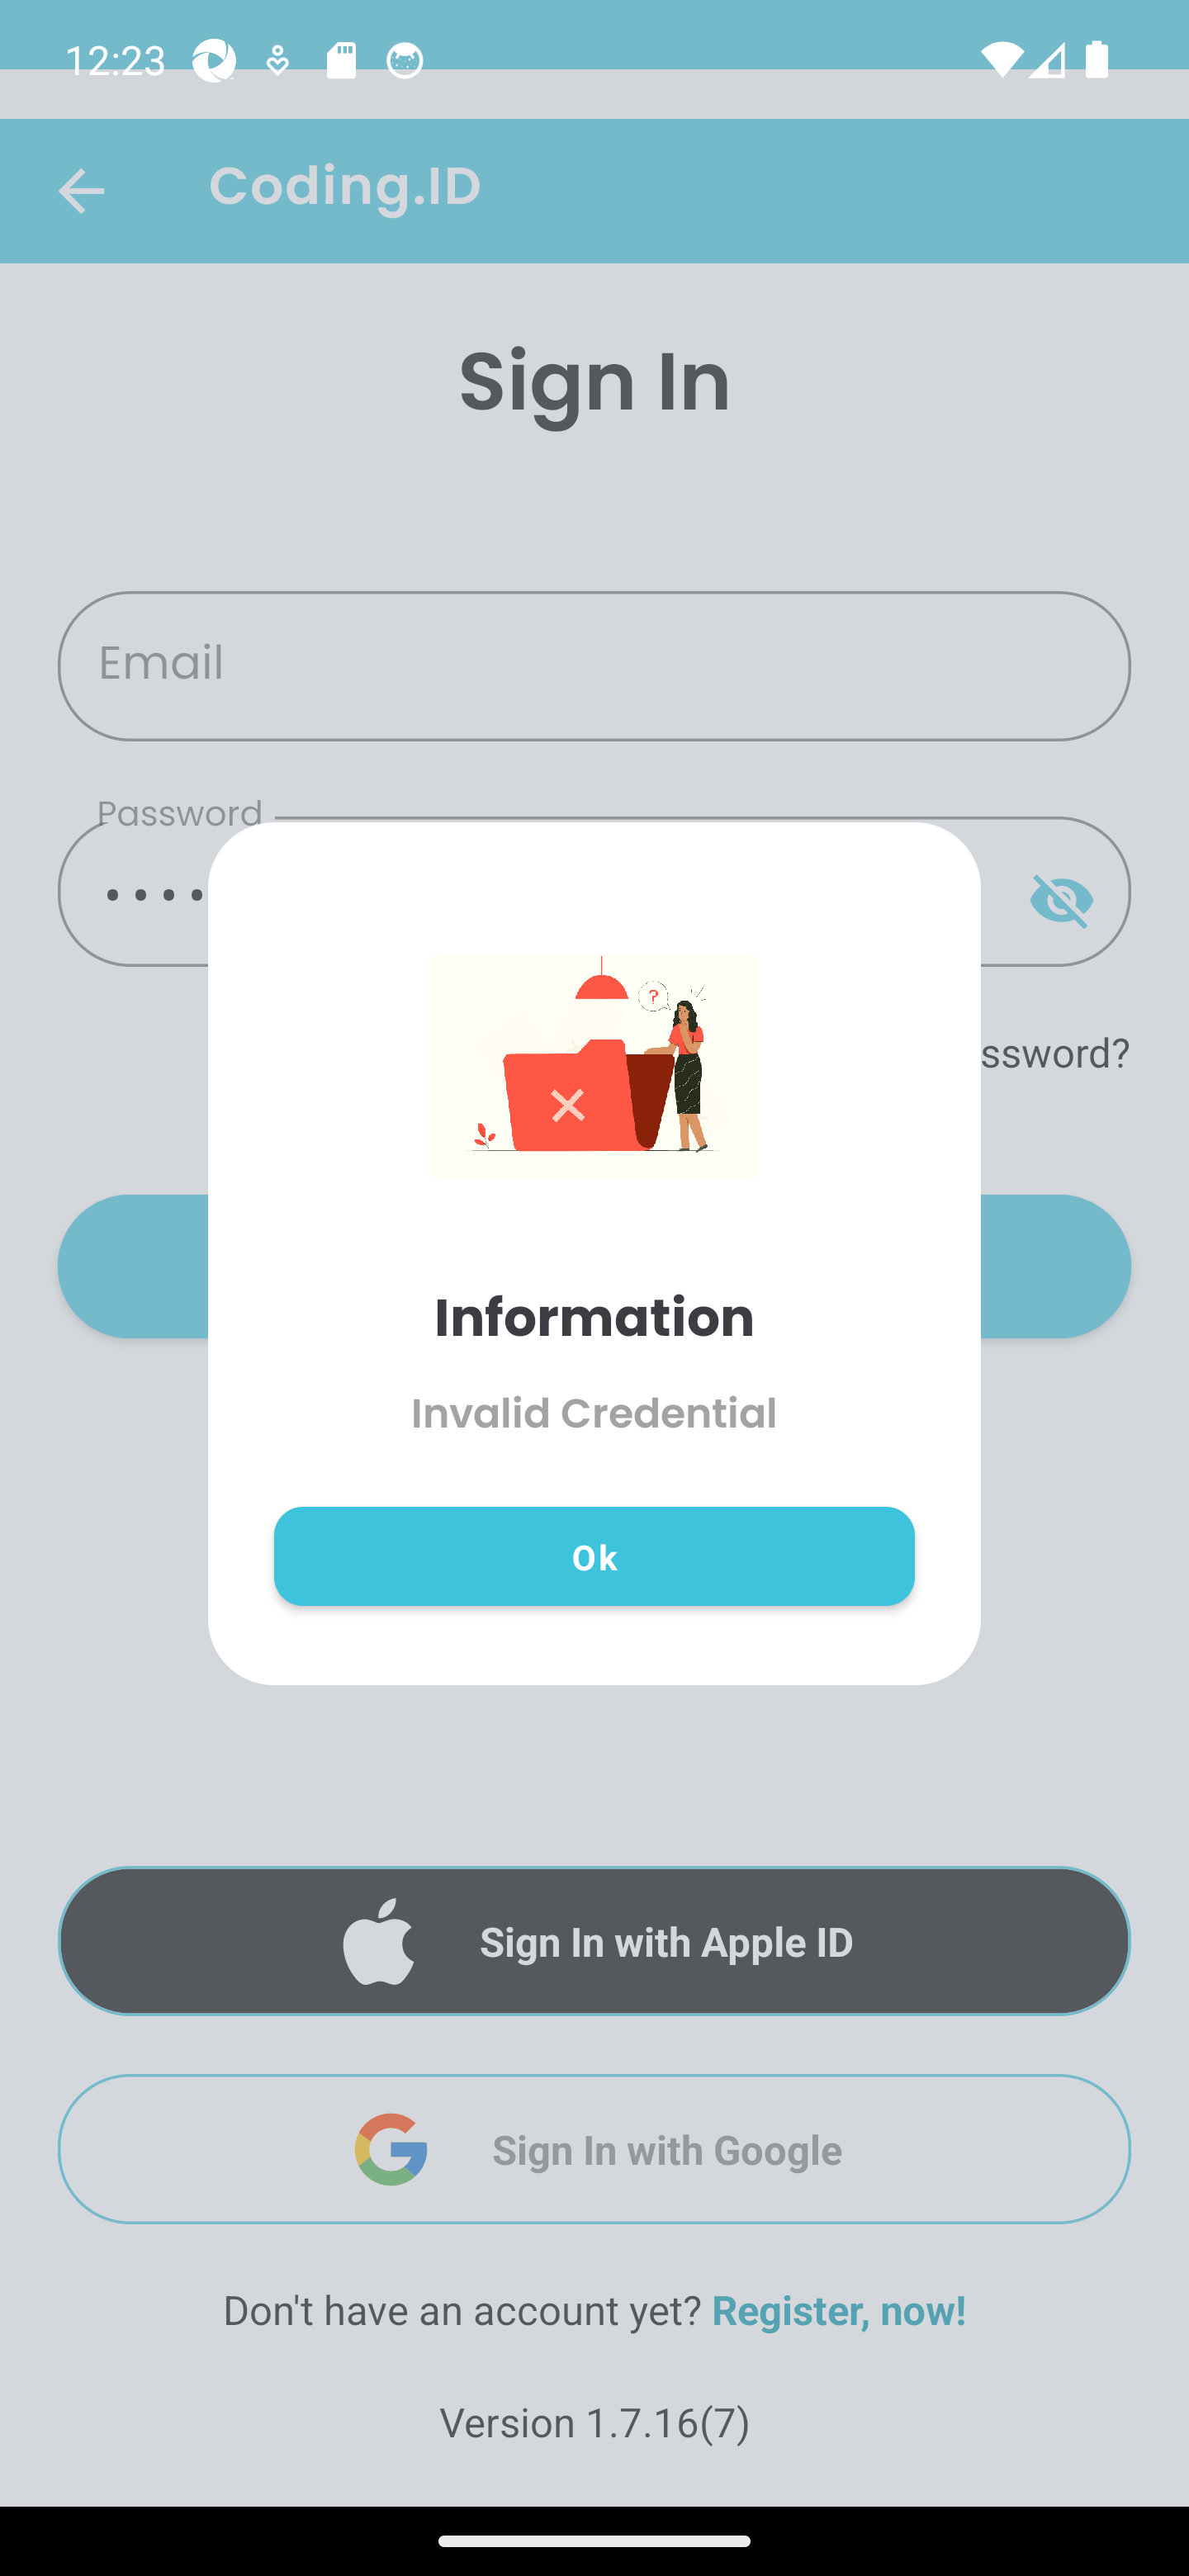 12:23
Coding.ID
Sign In
Email
Password
ssword?
?
Information
Invalid Credential
Ok
Sign In with Apple ID
Sign In with Google
Don't have an account yet? Register, now!
Version 1.7.16(7)